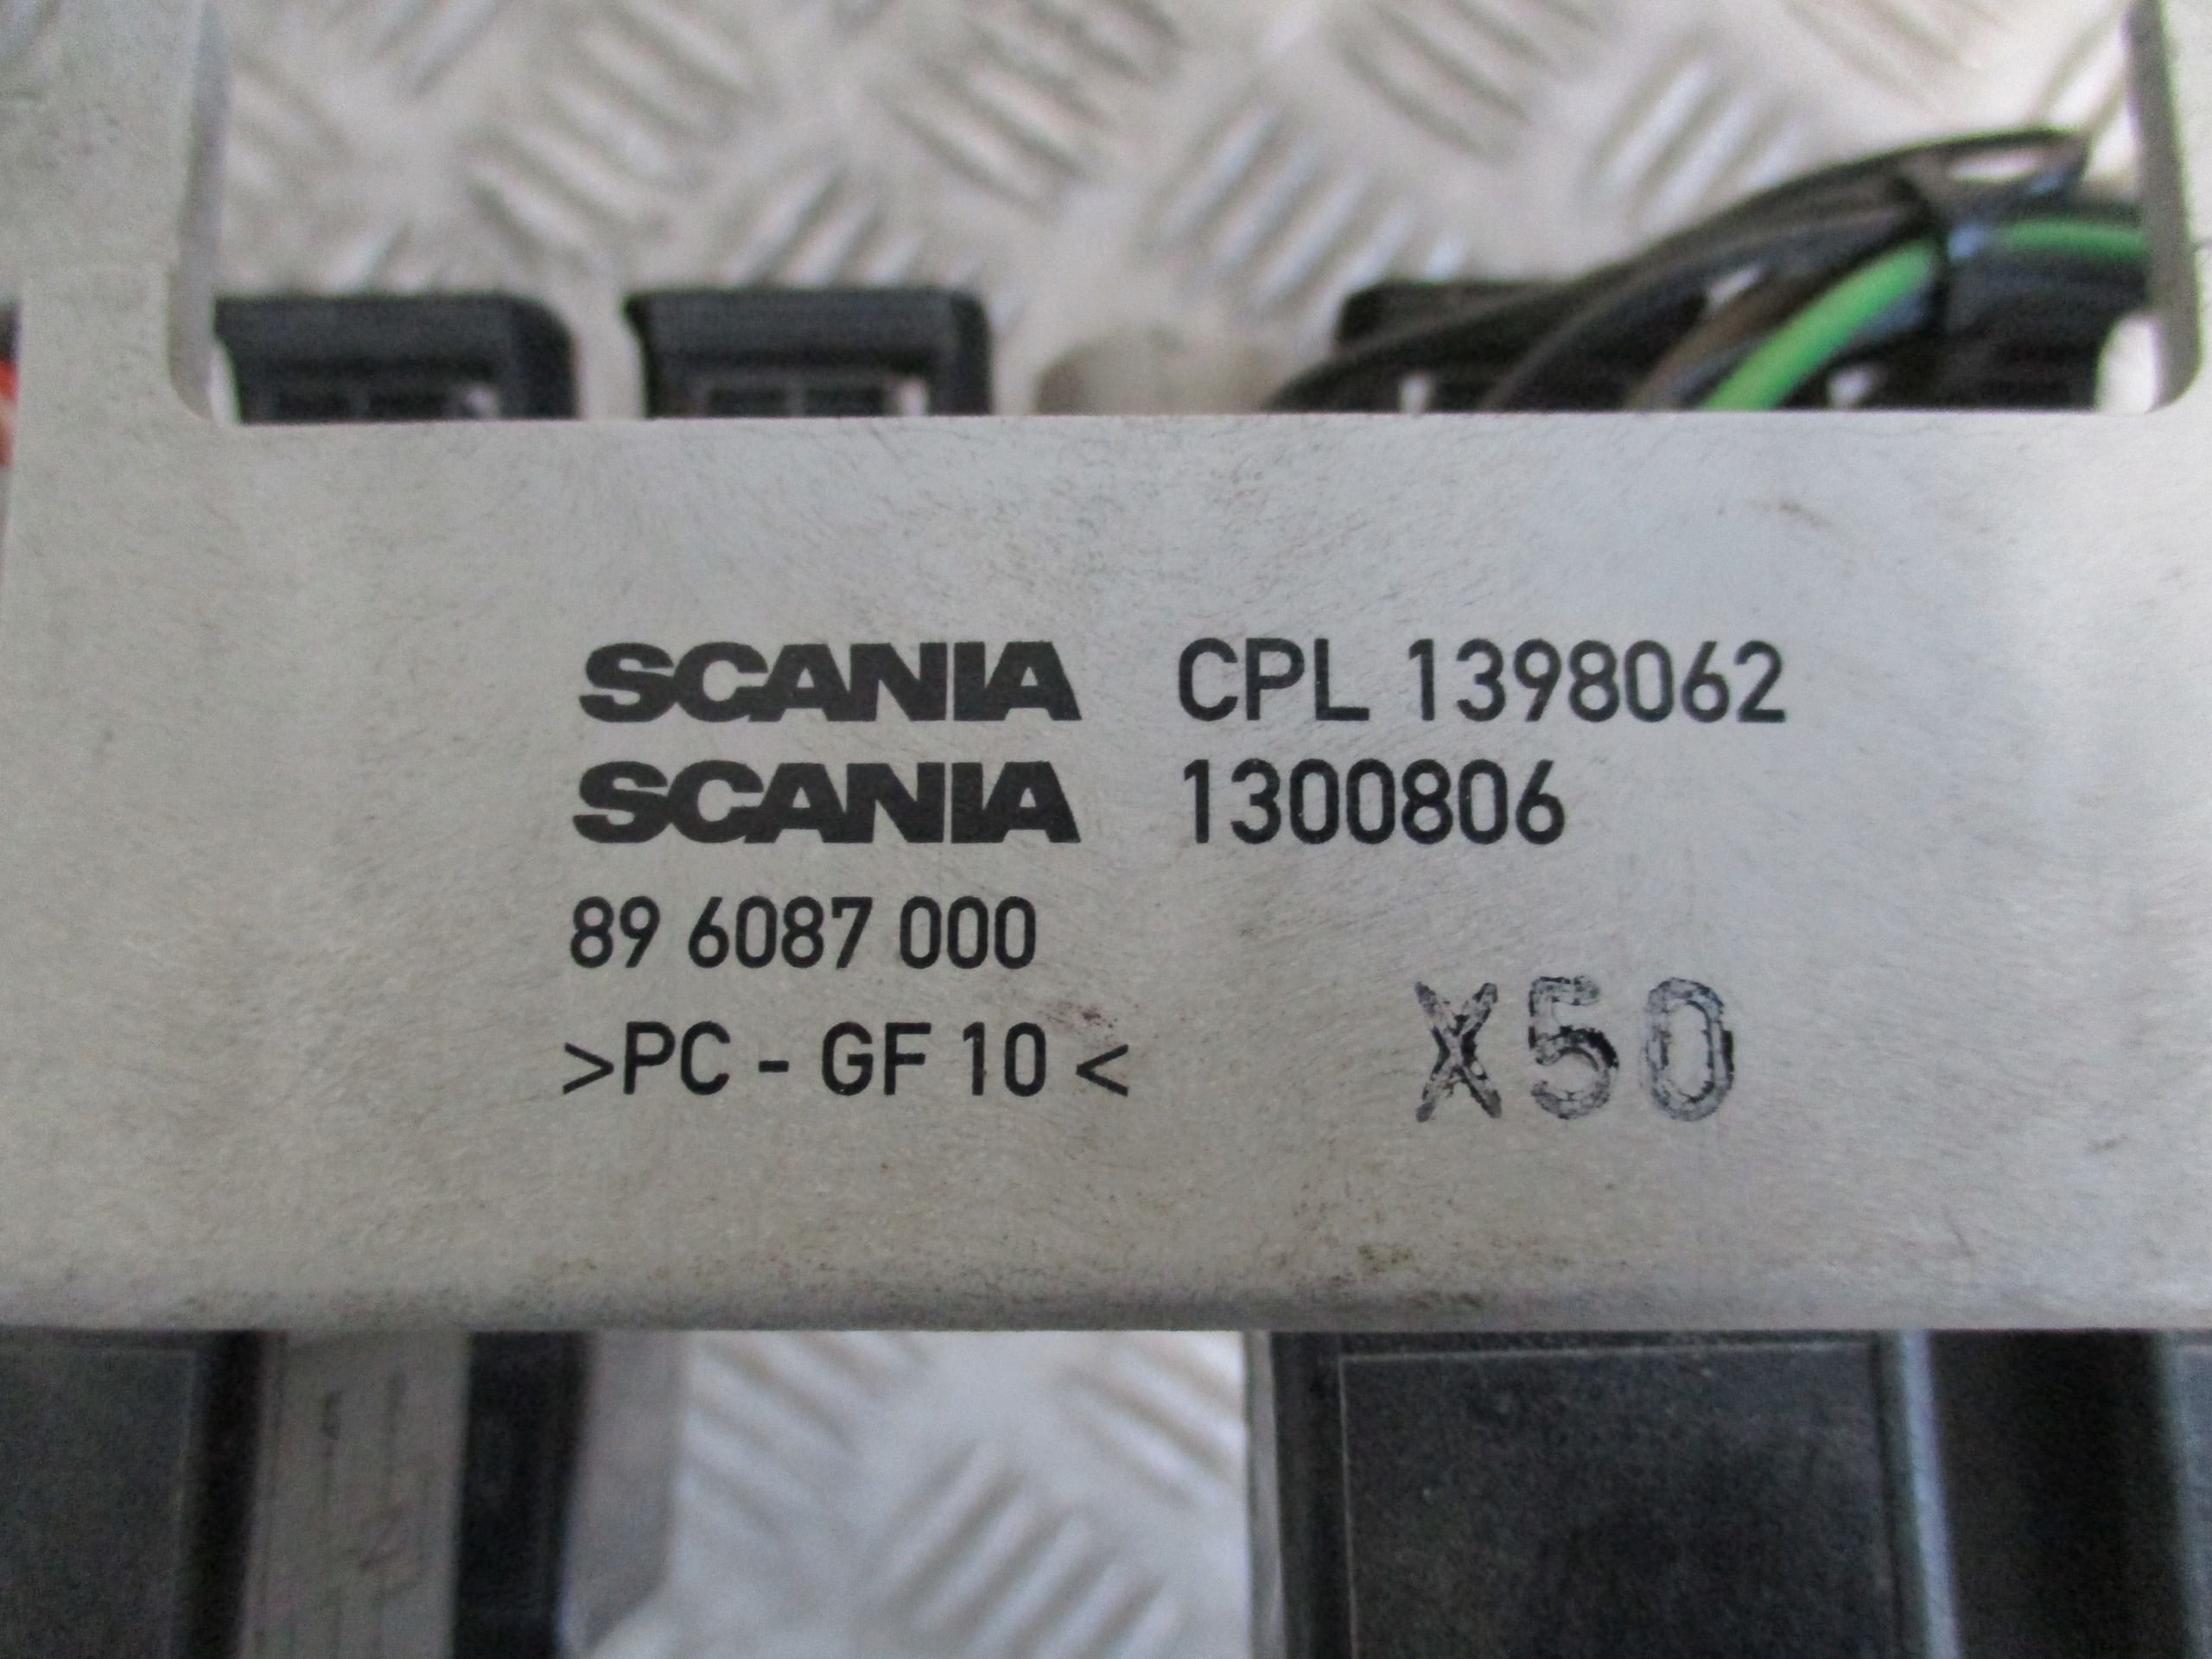 SCANIA CPL 1398062
SCANIA 1300806
89 6087 000
>PC - GF 10 <
X50